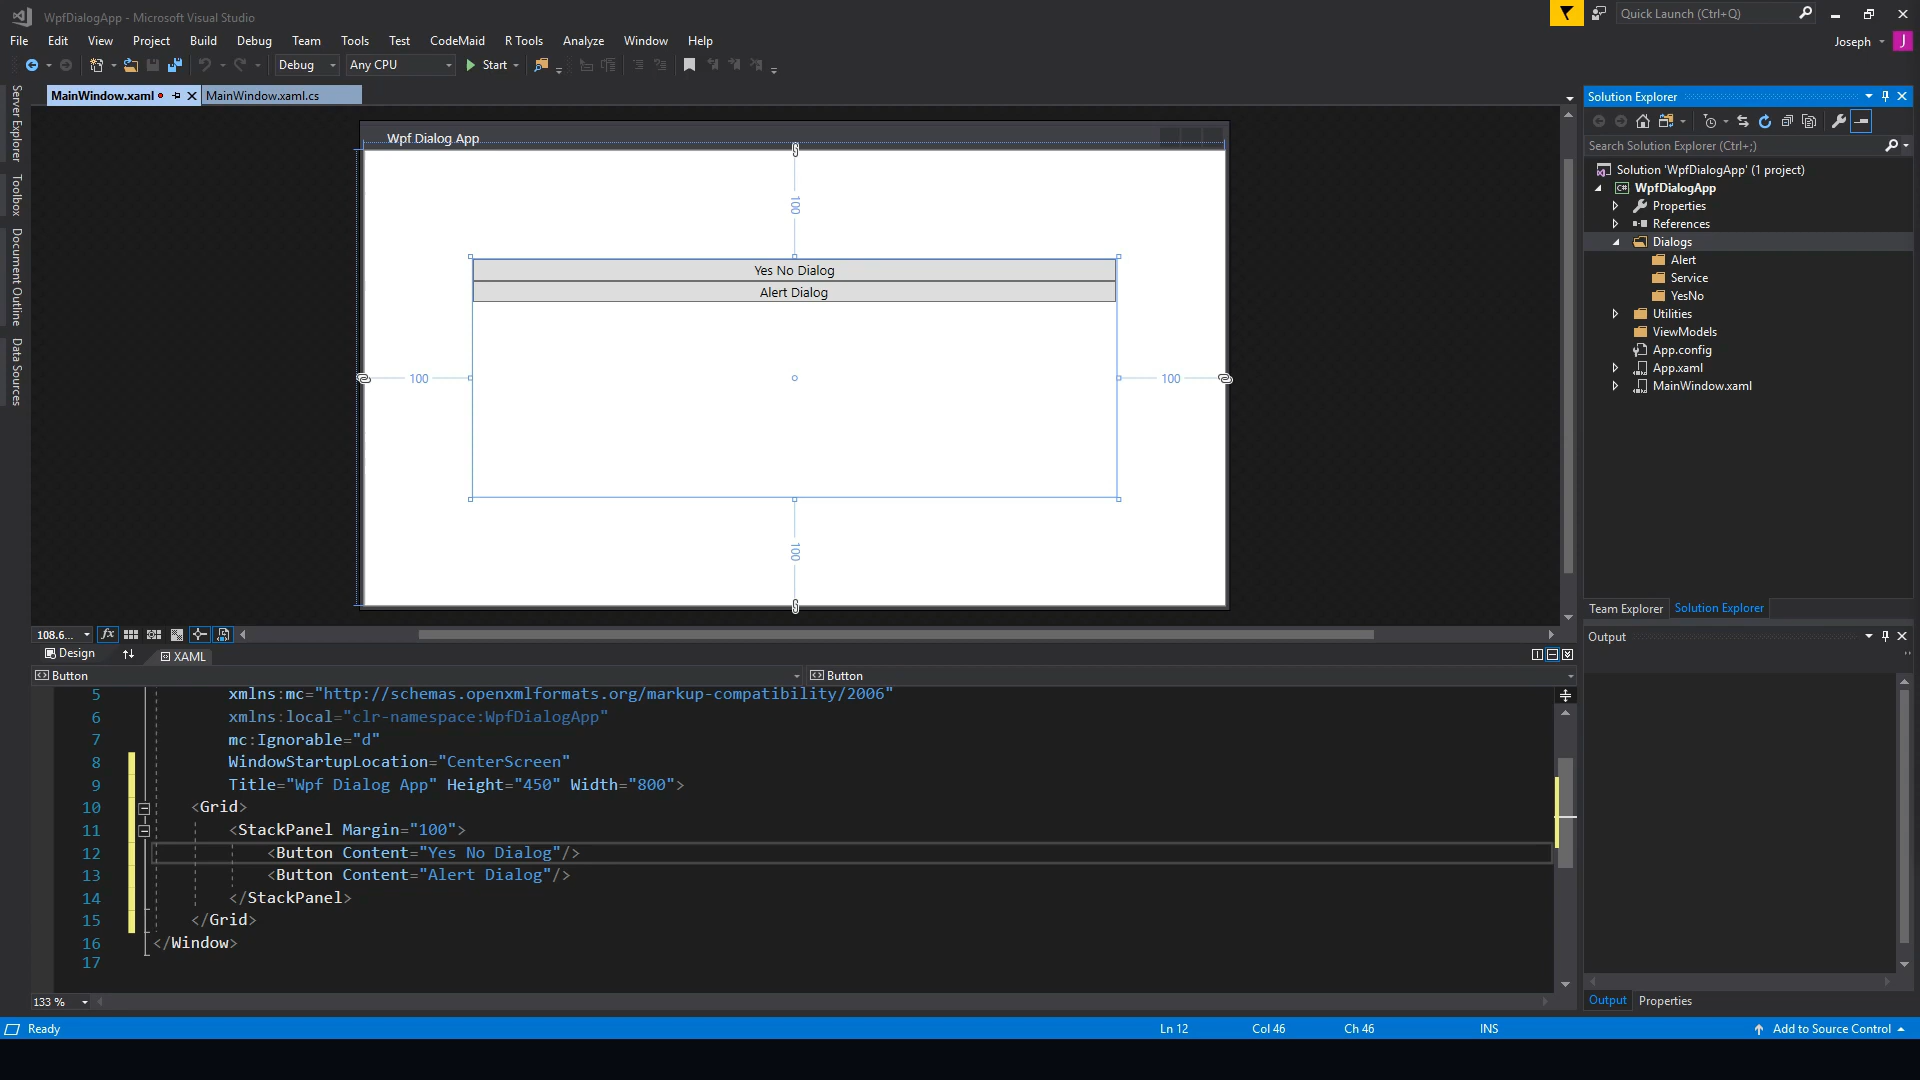 WpfDialogApp - Microsoft Visual Studio
Quick Launch (Ctrl+Q)
File Edit View Project Build Debug Team Tools Test CodeMaid R Tools Analyze Window Help
Joseph J
Debug Any CPU Start
MainWindow.xaml MainWindow.xaml.cs
Server Explorer
Toolbox
Document Outline
Data Sources
Wpf Dialog App
100
Yes No Dialog
Alert Dialog
100
100
100
108.6...
Design
XAML
Button
Button
5 xmlns:mc="http://schemas.openxmlformats.org/markup-compatibility/2006"
6 xmlns:local="clr-namespace:WpfDialogApp"
7 mc:Ignorable="d"
8 WindowStartupLocation="CenterScreen"
9 Title="Wpf Dialog App" Height="450" Width="800">
10 <Grid>
11 <StackPanel Margin="100">
12 <Button Content="Yes No Dialog"/>
13 <Button Content="Alert Dialog"/>
14 </StackPanel>
15 </Grid>
16 </Window>
17
133 %
Solution Explorer
Search Solution Explorer (Ctrl+;)
Solution 'WpfDialogApp' (1 project)
C# WpfDialogApp
Properties
References
Dialogs
Alert
Service
YesNo
Utilities
ViewModels
App.config
App.xaml
MainWindow.xaml
Team Explorer Solution Explorer
Output
Output Properties
Ready Ln 12 Col 46 Ch 46 INS Add to Source Control